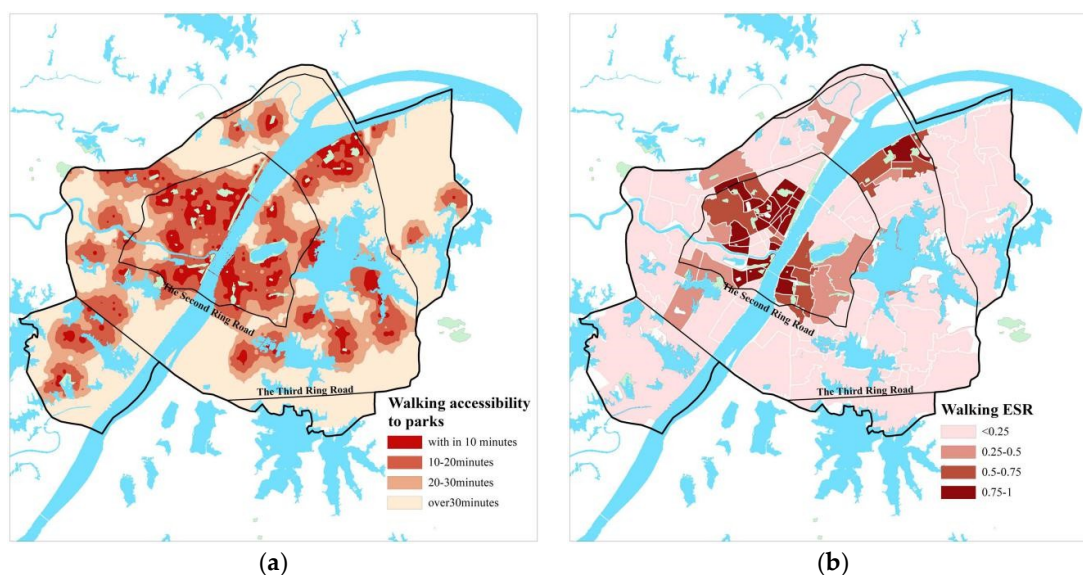 The Second Ring Road
The Third Ring Road
Walking accessibility
to parks
with in 10 minutes
10-20minutes
20-30minutes
over30minutes
(a)
The Second Ring Road
The Third Ring Road
Walking ESR
<0.25
0.25-0.5
0.5-0.75
0.75-1
(b)